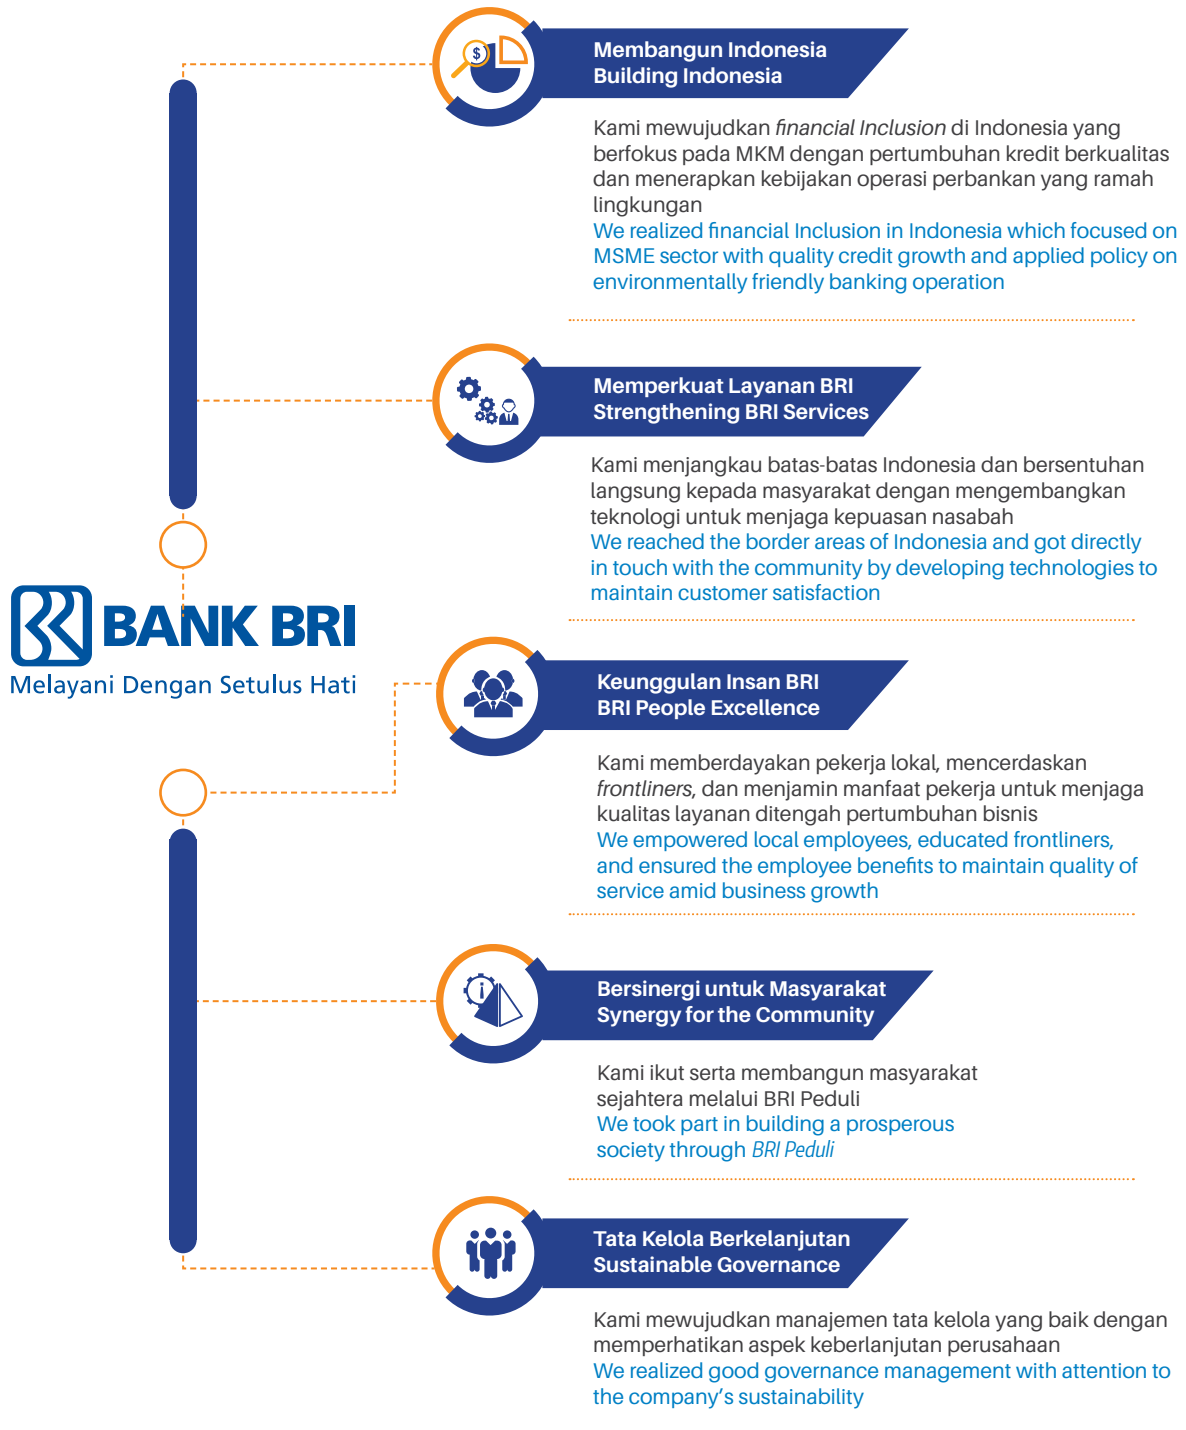 Membangun Indonesia
Building Indonesia
Kami mewujudkan financial Inclusion di Indonesia yang
berfokus pada MKM dengan pertumbuhan kredit berkualitas
dan menerapkan kebijakan operasi perbankan yang ramah
lingkungan
We realized financial Inclusion in Indonesia which focused on
MSME sector with quality credit growth and applied policy on
environmentally friendly banking operation
Memperkuat Layanan BRI
Strengthening BRI Services
Kami menjangkau batas-batas Indonesia dan bersentuhan
langsung kepada masyarakat dengan mengembangkan
teknologi untuk menjaga kepuasan nasabah
We reached the border areas of Indonesia and got directly
in touch with the community by developing technologies to
maintain customer satisfaction
BANK BRI
Melayani Dengan Setulus Hati
Keunggulan Insan BRI
BRI People Excellence
Kami memberdayakan pekerja lokal, mencerdaskan
frontliners, dan menjamin manfaat pekerja untuk menjaga
kualitas layanan ditengah pertumbuhan bisnis
We empowered local employees, educated frontliners,
and ensured the employee benefits to maintain quality of
service amid business growth
Bersinergi untuk Masyarakat
Synergy for the Community
Kami ikut serta membangun masyarakat
sejahtera melalui BRI Peduli
We took part in building a prosperous
society through BRI Peduli
Tata Kelola Berkelanjutan
Sustainable Governance
Kami mewujudkan manajemen tata kelola yang baik dengan
memperhatikan aspek keberlanjutan perusahaan
We realized good governance management with attention to
the company's sustainability